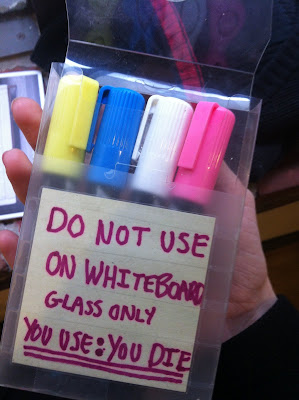 DO NOT USE
ON WHITEBOARD
GLASS ONLY
YOU USE: YOU DIE